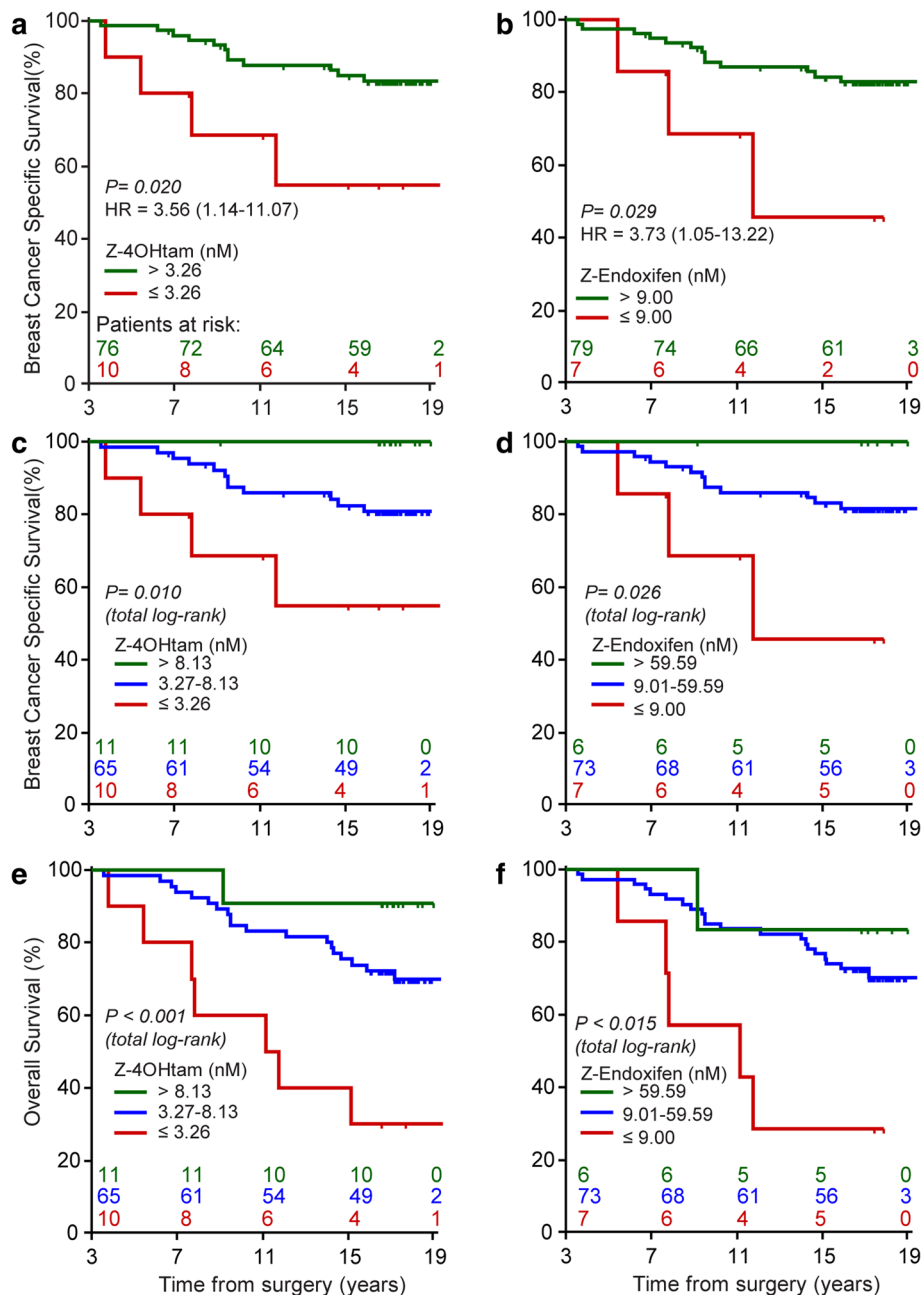 a
Breast Cancer Specific Survival(%)
100
80
60
40
20
0
P= 0.020
HR = 3.56 (1.14-11.07)
Z-4OHtam (nM)
> 3.26
≤ 3.26
Patients at risk:
76 72 64 59 2
10 8 6 4 1
3 7 11 15 19
b
100
80
60
40
20
0
P= 0.029
HR = 3.73 (1.05-13.22)
Z-Endoxifen (nM)
> 9.00
≤ 9.00
79 74 66 61 3
7 6 4 2 0
3 7 11 15 19
c
Breast Cancer Specific Survival(%)
100
80
60
40
20
0
P= 0.010
(total log-rank)
Z-4OHtam (nM)
> 8.13
3.27-8.13
≤ 3.26
11 11 10 10 0
65 61 54 49 2
10 8 6 4 1
3 7 11 15 19
d
100
80
60
40
20
0
P= 0.026
(total log-rank)
Z-Endoxifen (nM)
> 59.59
9.01-59.59
≤ 9.00
6 6 5 5 0
73 68 61 56 3
7 6 4 5 0
3 7 11 15 19
e
Overall Survival (%)
100
80
60
40
20
0
P < 0.001
(total log-rank)
Z-4OHtam (nM)
> 8.13
3.27-8.13
≤ 3.26
11 11 10 10 0
65 61 54 49 2
10 8 6 4 1
3 7 11 15 19
Time from surgery (years)
f
100
80
60
40
20
0
P < 0.015
(total log-rank)
Z-Endoxifen (nM)
> 59.59
9.01-59.59
≤ 9.00
6 6 5 5 0
73 68 61 56 3
7 6 4 5 0
3 7 11 15 19
Time from surgery (years)